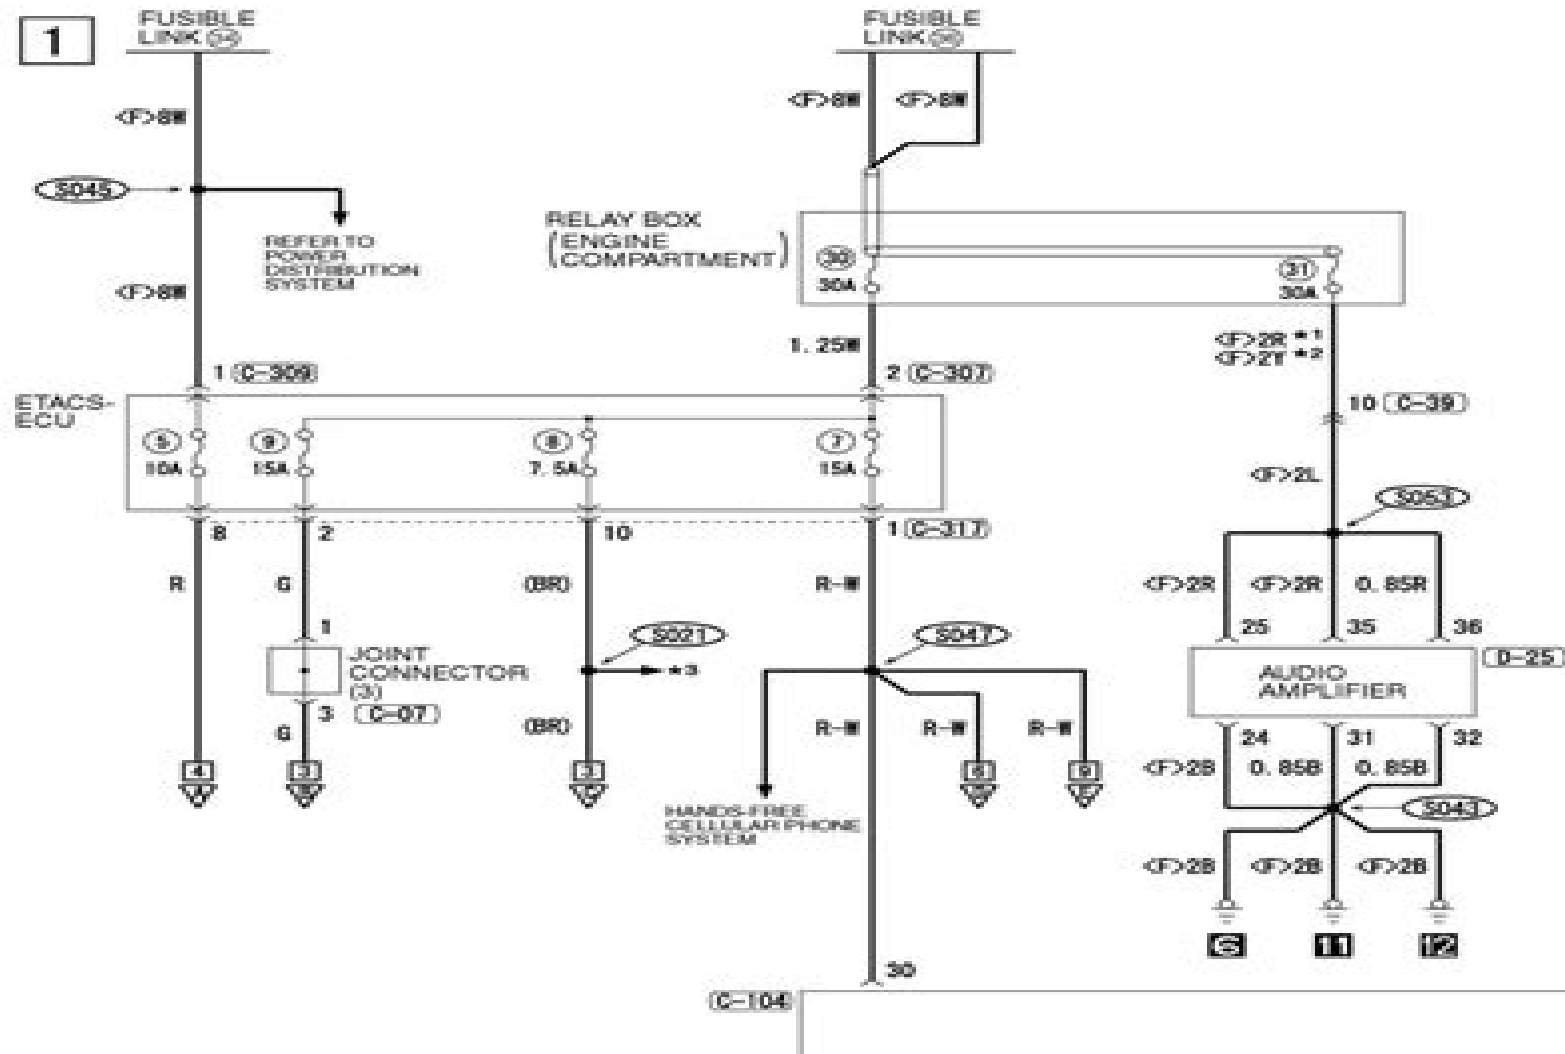 1
FUSIBLE
LINK
FUSIBLE
LINK
<F>8W
<F>8W
<F>8W
S045
REFER TO
POWER
DISTRIBUTION
SYSTEM
<F>8W
RELAY BOX
(ENGINE
COMPARTMENT)
30
30A
31
30A
1.25W
<F>2R *1
<F>2Y *2
1 C-309
2 C-307
10 C-39
ETACS-
ECU
5
10A
9
15A
8
7.5A
7
15A
<F>2L
S053
8
2
10
1 C-317
R
G
(BR)
R-W
<F>2R
<F>2R
0.85R
1
S021
S047
25
35
36
JOINT
CONNECTOR
(3)
*3
AUDIO
AMPLIFIER
D-25
3 C-07
G
(BR)
R-W
R-W
R-W
24
31
32
<F>2B
0.85B
0.85B
4
3
3
9
HANDS-FREE
CELLULAR PHONE
SYSTEM
S043
<F>2B
<F>2B
<F>2B
6
11
12
30
C-104